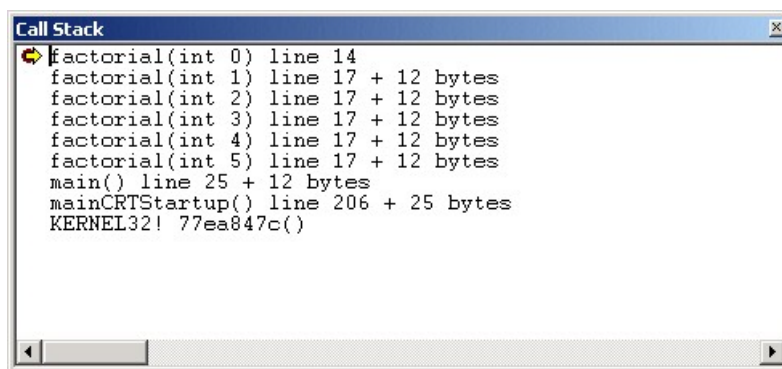 Call Stack
factorial(int 0) line 14
factorial(int 1) line 17 + 12 bytes
factorial(int 2) line 17 + 12 bytes
factorial(int 3) line 17 + 12 bytes
factorial(int 4) line 17 + 12 bytes
factorial(int 5) line 17 + 12 bytes
main() line 25 + 12 bytes
mainCRTStartup() line 206 + 25 bytes
KERNEL32! 77ea847c()